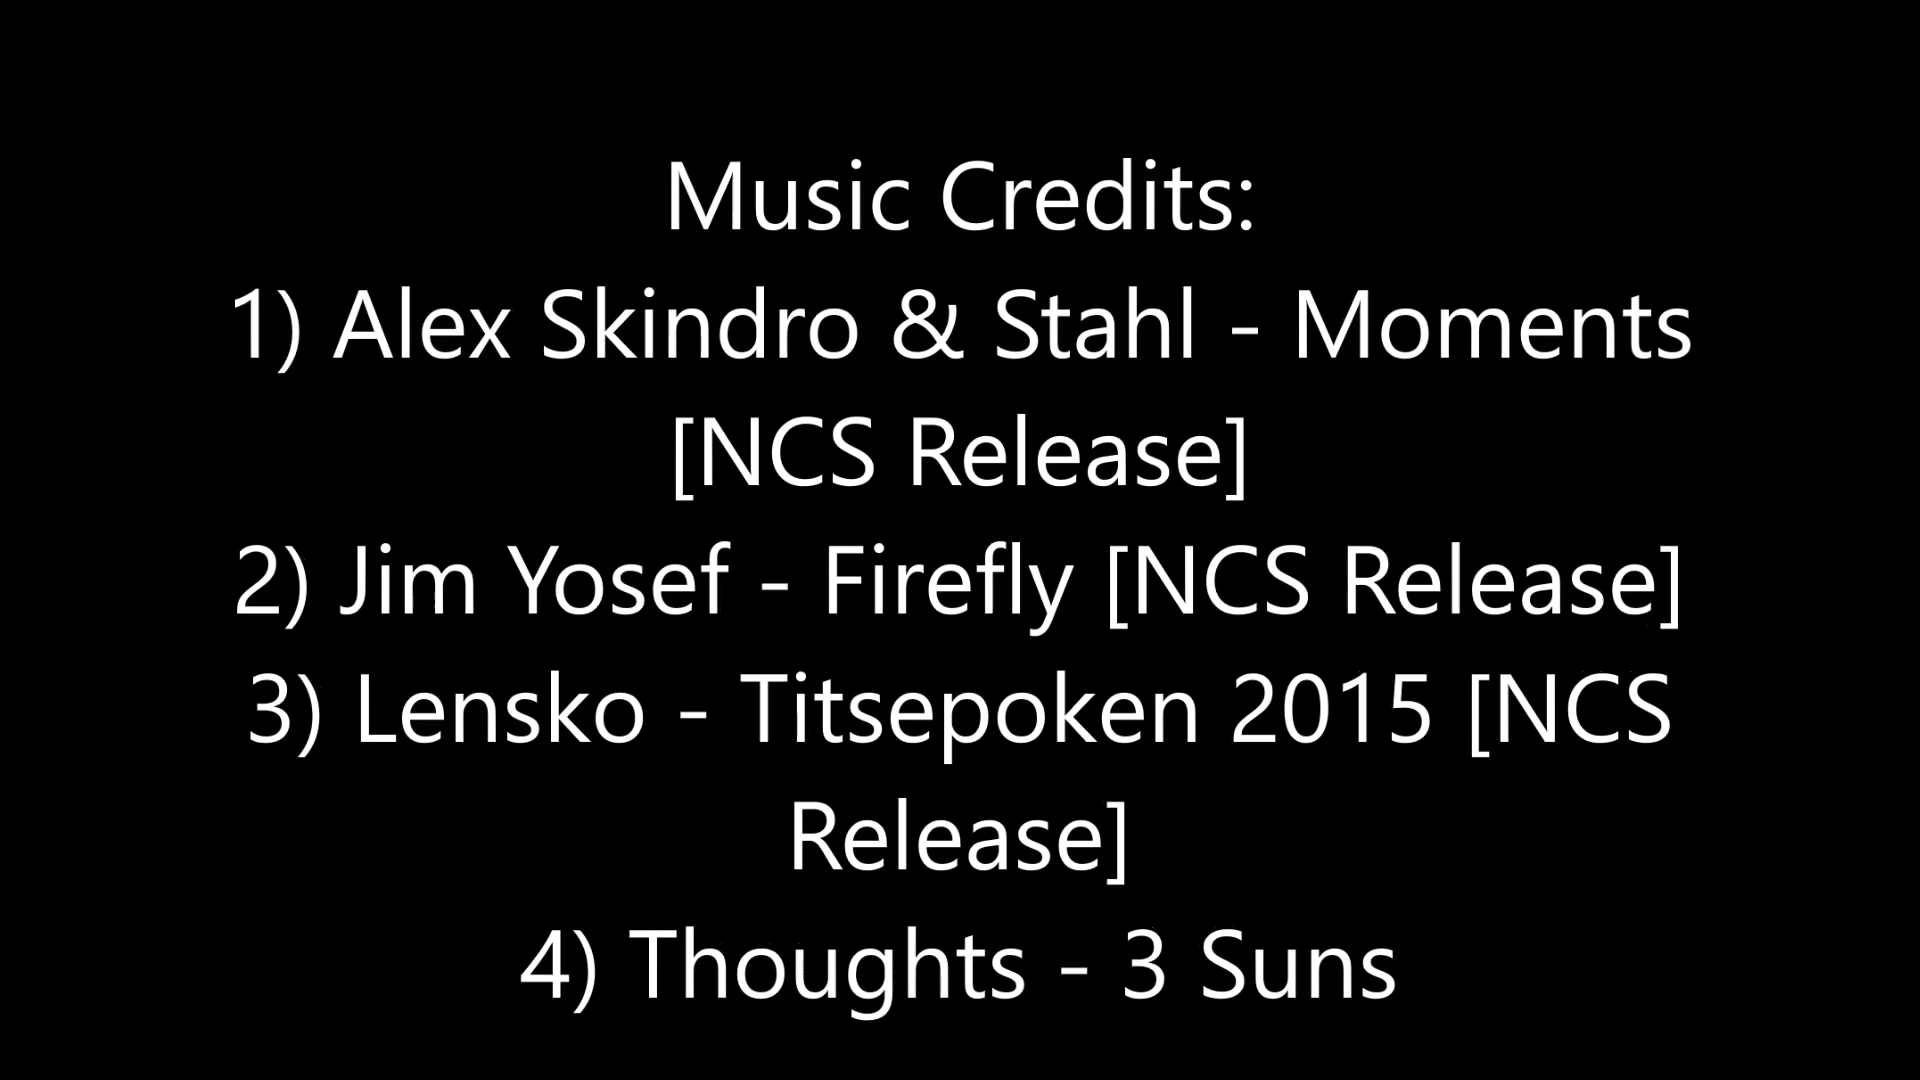 Music Credits:
1) Alex Skindro & Stahl - Moments
[NCS Release]
2) Jim Yosef - Firefly [NCS Release]
3) Lensko - Titsepoken 2015 [NCS
Release]
4) Thoughts - 3 Suns